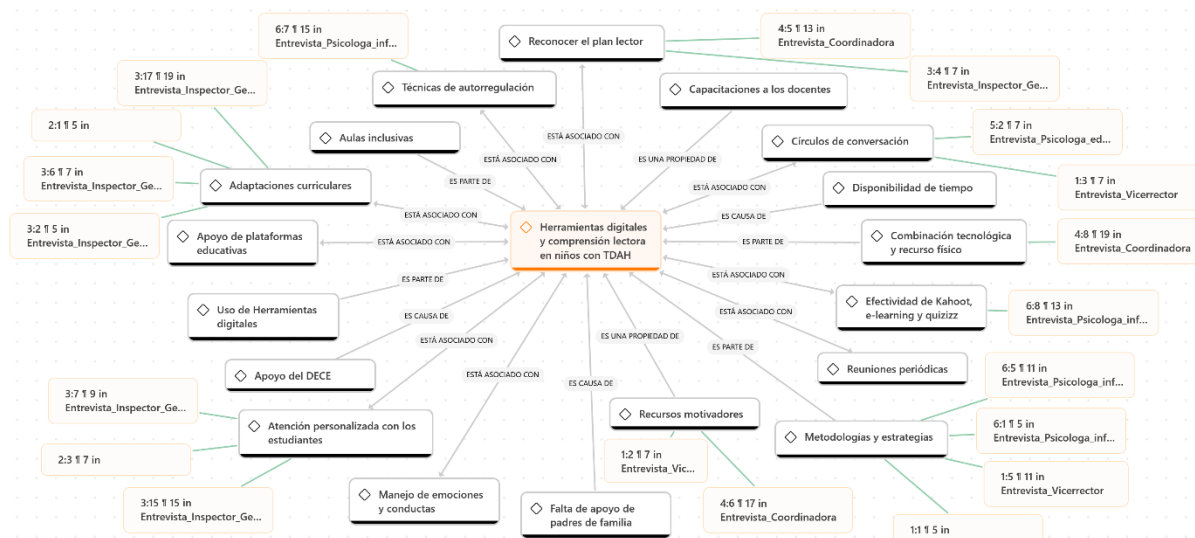 6:7 ¶ 15 in
Entrevista_Psicologa_inf...
Reconocer el plan lector
4:5 ¶ 13 in
Entrevista_Coordinadora
3:17 ¶ 19 in
Entrevista_Inspector_Ge...
Técnicas de autorregulación
Capacitaciones a los docentes
3:4 ¶ 7 in
Entrevista_Inspector_Ge...
2:1 ¶ 5 in
Aulas inclusivas
ESTÁ ASOCIADO CON
Círculos de conversación
5:2 ¶ 7 in
Entrevista_Psicologa_ed...
3:6 ¶ 7 in
Entrevista_Inspector_Ge...
Adaptaciones curriculares
ES PARTE DE
ESTÁ ASOCIADO CON
ES UNA PROPIEDAD DE
ESTÁ ASOCIADO CON
Disponibilidad de tiempo
1:3 ¶ 7 in
Entrevista_Vicerrector
3:2 ¶ 5 in
Entrevista_Inspector_Ge...
Apoyo de plataformas
educativas
ESTÁ ASOCIADO CON
ESTÁ ASOCIADO CON
Herramientas digitales
y comprensión lectora
en niños con TDAH
ES CAUSA DE
ES PARTE DE
Combinación tecnológica
y recurso físico
4:8 ¶ 19 in
Entrevista_Coordinadora
Uso de Herramientas
digitales
ES PARTE DE
ESTÁ ASOCIADO CON
Efectividad de Kahoot,
e-learning y quizizz
6:8 ¶ 13 in
Entrevista_Psicologa_inf...
ES CAUSA DE
ESTÁ ASOCIADO CON
ES UNA PROPIEDAD DE
ESTÁ ASOCIADO CON
ES PARTE DE
Apoyo del DECE
ESTÁ ASOCIADO CON
ES CAUSA DE
Reuniones periódicas
3:7 ¶ 9 in
Entrevista_Inspector_Ge...
Atención personalizada con los
estudiantes
Recursos motivadores
Metodologías y estrategias
6:5 ¶ 11 in
Entrevista_Psicologa_inf...
2:3 ¶ 7 in
1:2 ¶ 7 in
Entrevista_Vic...
6:1 ¶ 5 in
Entrevista_Psicologa_inf...
3:15 ¶ 15 in
Entrevista_Inspector_Ge...
Manejo de emociones
y conductas
Falta de apoyo de
padres de familia
4:6 ¶ 17 in
Entrevista_Coordinadora
1:5 ¶ 11 in
Entrevista_Vicerrector
1:1 ¶ 5 in